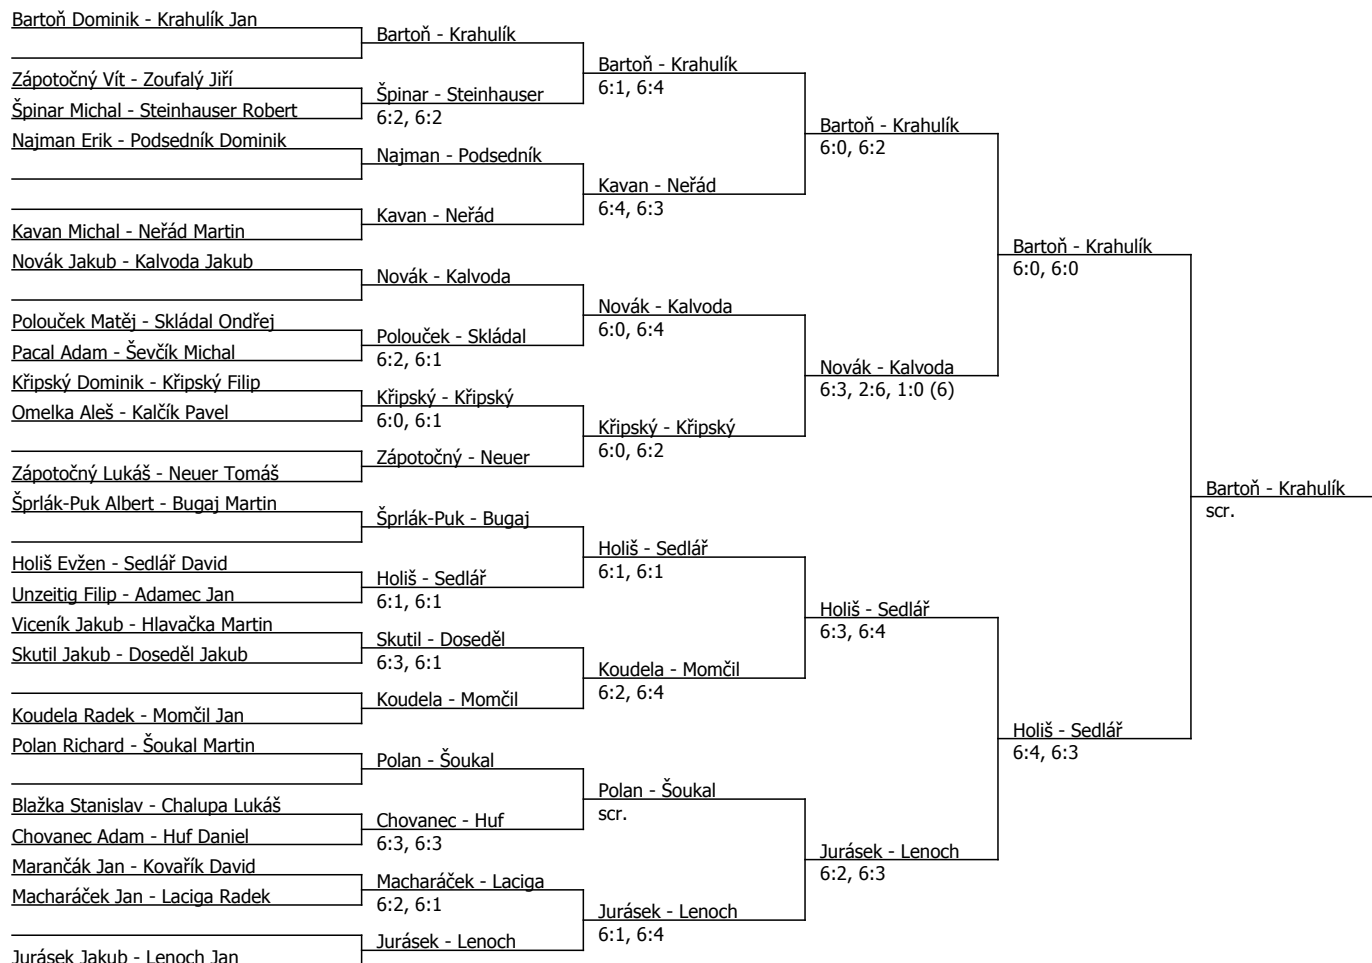 Bartoň Dominik - Krahulík Jan
Zápotočný Vít - Zoufalý Jiří
Špinar Michal - Steinhauser Robert
Najman Erik - Podsedník Dominik
Kavan Michal - Neřád Martin
Novák Jakub - Kalvoda Jakub
Polouček Matěj - Skládal Ondřej
Pacal Adam - Ševčík Michal
Křipský Dominik - Křipský Filip
Omelka Aleš - Kalčík Pavel
Zápotočný Lukáš - Neuer Tomáš
Šprlák-Puk Albert - Bugaj Martin
Holiš Evžen - Sedlář David
Unzeitig Filip - Adamec Jan
Viceník Jakub - Hlavačka Martin
Skutil Jakub - Doseděl Jakub
Koudela Radek - Momčil Jan
Polan Richard - Šoukal Martin
Blažka Stanislav - Chalupa Lukáš
Chovanec Adam - Huf Daniel
Marančák Jan - Kovařík David
Macharáček Jan - Laciga Radek
Jurásek Jakub - Lenoch Jan
Bartoň - Krahulík
Špinar - Steinhauser
6:2, 6:2
Najman - Podsedník
Kavan - Neřád
Novák - Kalvoda
Polouček - Skládal
6:2, 6:1
Křipský - Křipský
6:0, 6:1
Zápotočný - Neuer
Šprlák-Puk - Bugaj
Holiš - Sedlář
6:1, 6:1
Skutil - Doseděl
6:3, 6:1
Koudela - Momčil
Polan - Šoukal
Chovanec - Huf
6:3, 6:3
Macharáček - Laciga
6:2, 6:1
Jurásek - Lenoch
Bartoň - Krahulík
6:1, 6:4
Kavan - Neřád
6:4, 6:3
Novák - Kalvoda
6:0, 6:4
Křipský - Křipský
6:0, 6:2
Holiš - Sedlář
6:1, 6:1
Koudela - Momčil
6:2, 6:4
Polan - Šoukal
scr.
Jurásek - Lenoch
6:1, 6:4
Bartoň - Krahulík
6:0, 6:2
Novák - Kalvoda
6:3, 2:6, 1:0 (6)
Holiš - Sedlář
6:3, 6:4
Jurásek - Lenoch
6:2, 6:3
Bartoň - Krahulík
6:0, 6:0
Holiš - Sedlář
6:4, 6:3
Bartoň - Krahulík
scr.